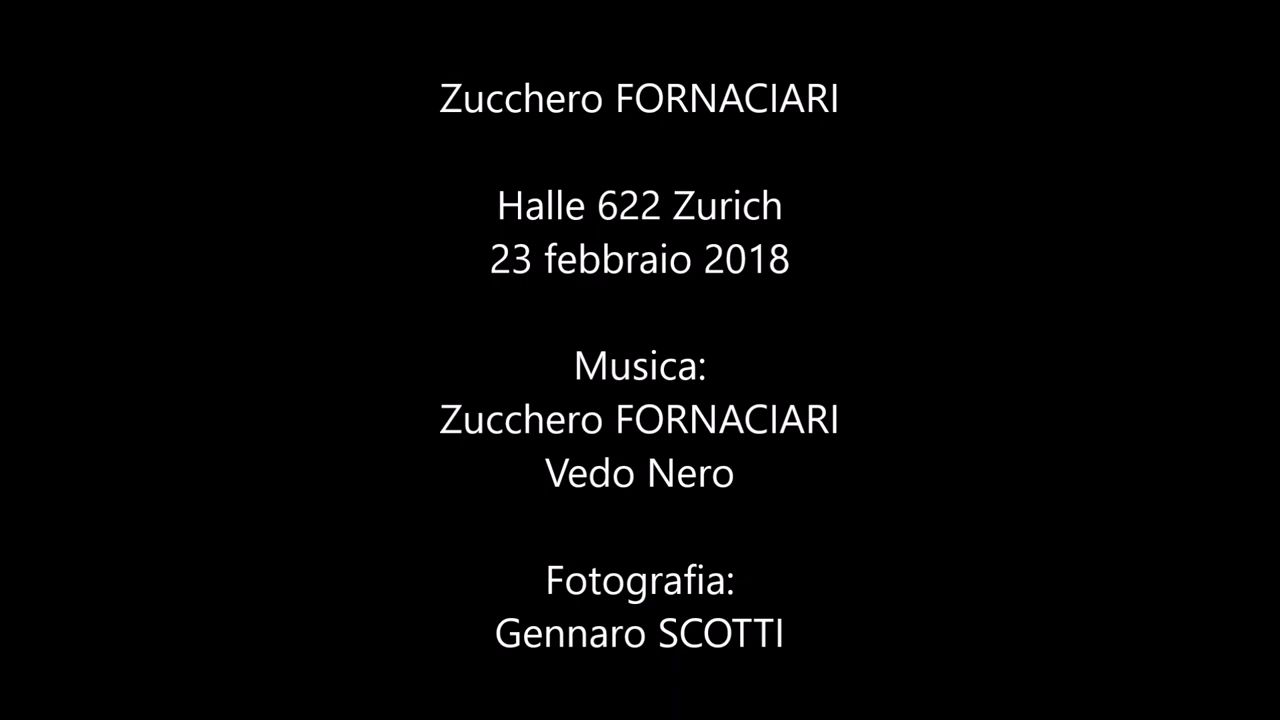 Zucchero FORNACIARI
Halle 622 Zurich
23 febbraio 2018
Musica:
Zucchero FORNACIARI
Vedo Nero
Fotografia:
Gennaro SCOTTI